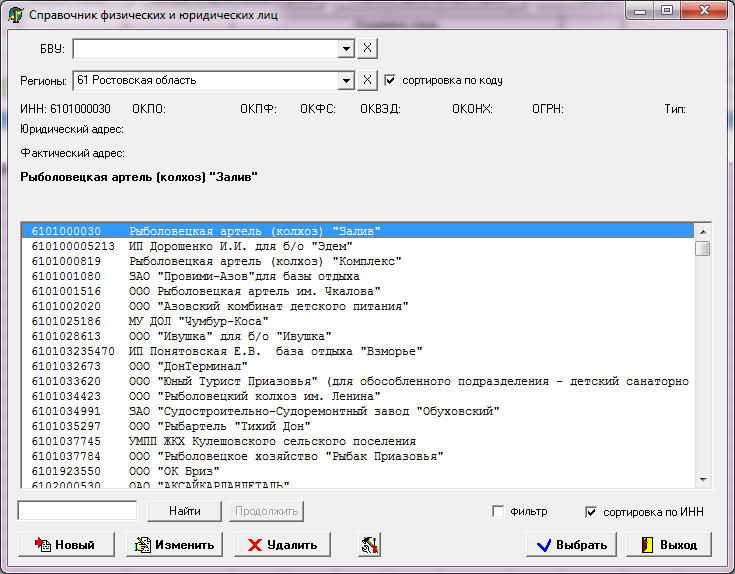 Справочник физических и юридических лиц
БВУ: X
Регионы: 61 Ростовская область X сортировка по коду
ИНН: 6101000030 ОКПО: ОКПФ: ОКФС: ОКВЭД: ОКОНХ: ОГРН: Тип:
Юридический адрес:
Фактический адрес:
Рыболовецкая артель (колхоз) "Залив"
6101000030 Рыболовецкая артель (колхоз) "Залив"
610100005213 ИП Дорошенко И.И. для б/о "Эдем"
6101000819 Рыболовецкая артель (колхоз) "Комплекс"
6101001080 ЗАО "Провими-Азов"для базы отдыха
6101001516 ООО Рыболовецкая артель им. Чкалова"
6101002020 ООО "Азовский комбинат детского питания"
6101025186 МУ ДОЛ "Чумбур-Коса"
6101028613 ООО "Ивушка" для б/о "Ивушка"
610103235470 ИП Понятовская Е.В. база отдыха "Взморье"
6101032673 ООО "ДонТерминал"
6101033620 ООО "Юный Турист Приазовья" (для обособленного подразделения - детский санаторно
6101034423 ООО "Рыболовецкий колхоз им. Ленина"
6101034991 ЗАО "Судостроительно-Судоремонтный завод "Обуховский"
6101035297 ООО "Рыбартель "Тихий Дон"
6101037745 УМПП ЖКХ Кулешовского сельского поселения
6101037784 ООО "Рыболовецкое хозяйство "Рыбак Приазовья"
6101923550 ООО "ОК Бриз"
6102000530 ОАО "АКСАЙКАРДАНДЕТАЛЬ"
Найти Продолжить фильтр сортировка по ИНН
Новый Изменить Удалить Выбрать Выход